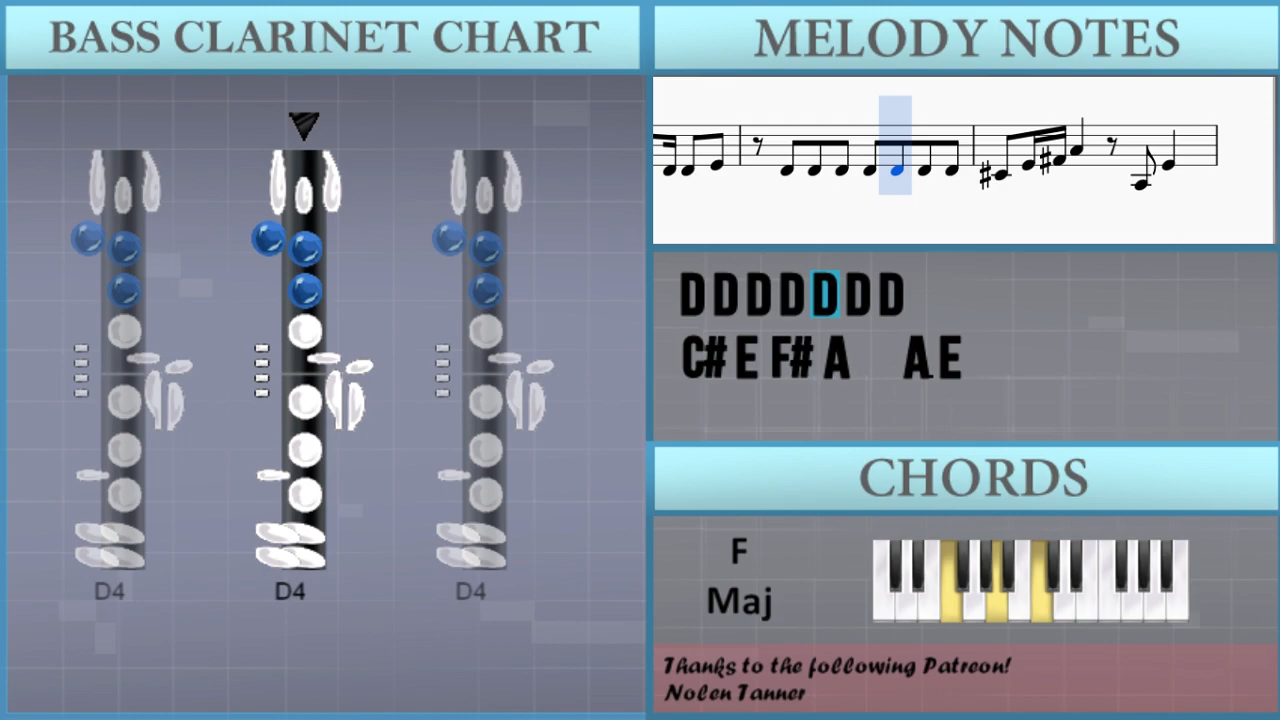 BASS CLARINET CHART
D4 D4 D4
MELODY NOTES
DDDDDDD
C# E F# A A E
CHORDS
F
Maj
Thanks to the following Patreon!
Nolen Tanner